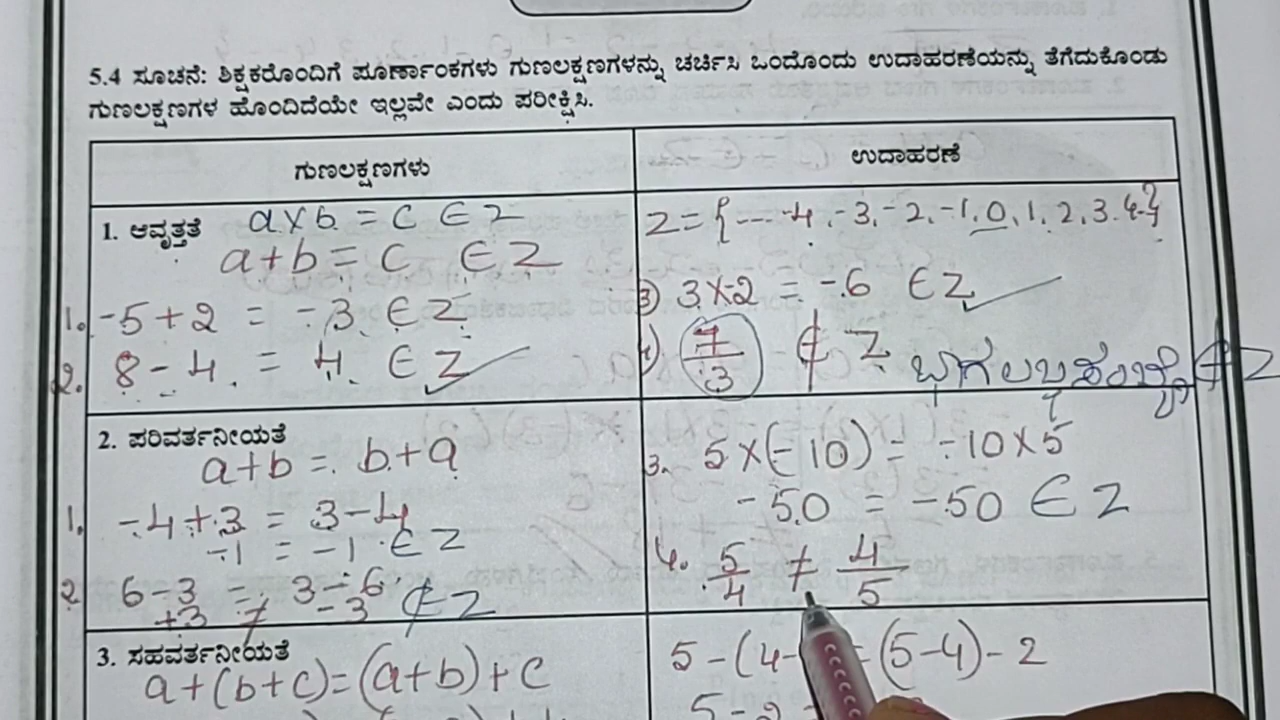 5.4 ಸೂಚನೆ: ಶಿಕ್ಷಕರೊಂದಿಗೆ ಪೂರ್ಣಾಂಕಗಳು ಗುಣಲಕ್ಷಣಗಳನ್ನು ಚರ್ಚಿಸಿ ಒಂದೊಂದು ಉದಾಹರಣೆಯನ್ನು ತೆಗೆದುಕೊಂಡು
ಗುಣಲಕ್ಷಣಗಳ ಹೊಂದಿದೆಯೇ ಇಲ್ಲವೇ ಎಂದು ಪರೀಕ್ಷಿಸಿ.
ಗುಣಲಕ್ಷಣಗಳು
ಉದಾಹರಣೆ
1. ಆವೃತ್ತತೆ a×b = c ∈ Z
a+b = c ∈ Z
1. -5+2 = -3 ∈ Z
2. 8-4 = 4 ∈ Z
Z = {--- -4, -3, -2, -1, 0, 1, 2, 3, 4--}
3) 3×-2 = -6 ∈ Z
4) 7/3 ∉ Z ∉ Z
2. ಪರಿವರ್ತನೀಯತೆ
a+b = b+a
1. -4+3 = 3-4
-1 = -1 ∈ Z
2 6-3 = 3-6
+3 ≠ -3 ∉ Z
3. 5×(-10) = -10×5
-50 = -50 ∈ Z
4. 5/4 ≠ 4/5
3. ಸಹವರ್ತನೀಯತೆ
a+(b+c)=(a+b)+c
5-(4- =(5-4)-2
5-2